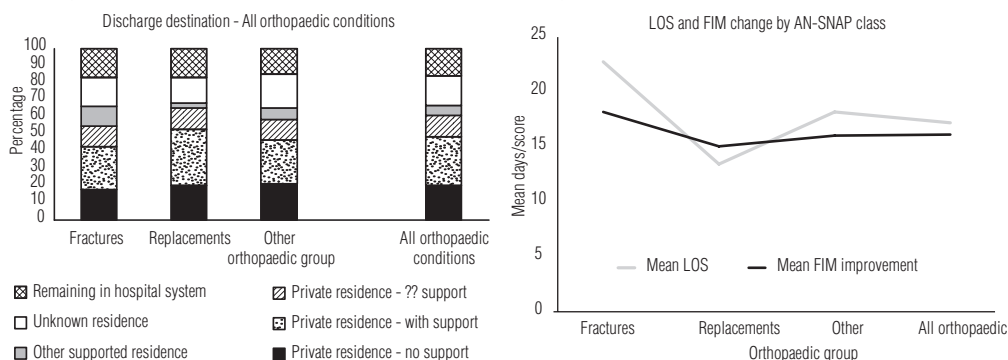 Discharge destination - All orthopaedic conditions
Percentage
100
90
80
70
60
50
40
30
20
10
0
Fractures
Replacements
Other
orthopaedic group
All orthopaedic
conditions
Remaining in hospital system
Unknown residence
Other supported residence
Private residence - ?? support
Private residence - with support
Private residence - no support
LOS and FIM change by AN-SNAP class
Mean days/score
25
20
15
10
5
0
Mean LOS
Mean FIM improvement
Fractures
Replacements
Other
All orthopaedic
Orthopaedic group